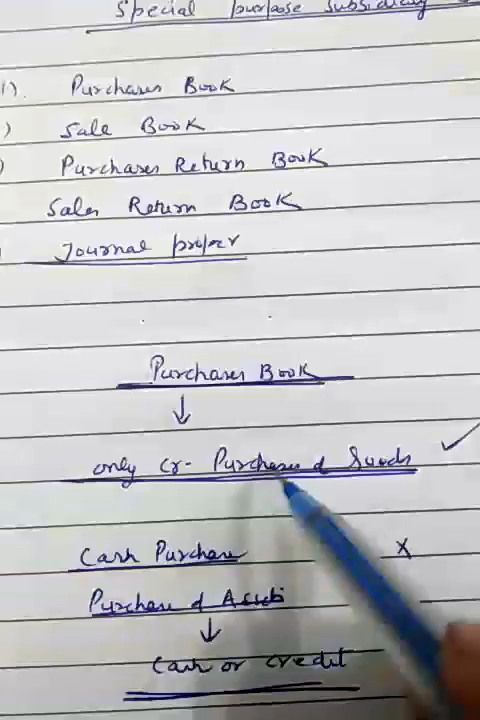 Special purpose subsidiary
1). Purchases Book
) Sale Book
) Purchases Return Book
Sales Return Book
Journal proper
Purchases Book
↓
only Cr- Purchases of Goods ✓
Cash Purchase X
Purchase of Assets
↓
Cash or credit